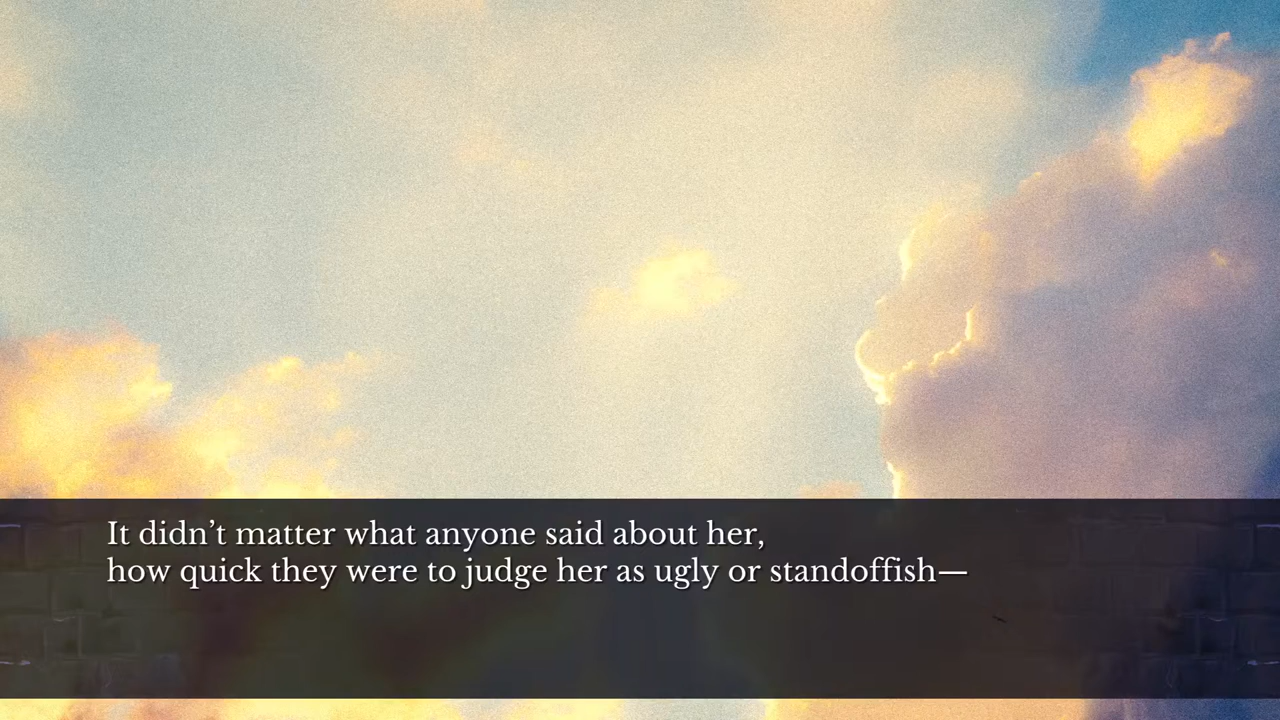 It didn’t matter what anyone said about her,
how quick they were to judge her as ugly or standoffish—